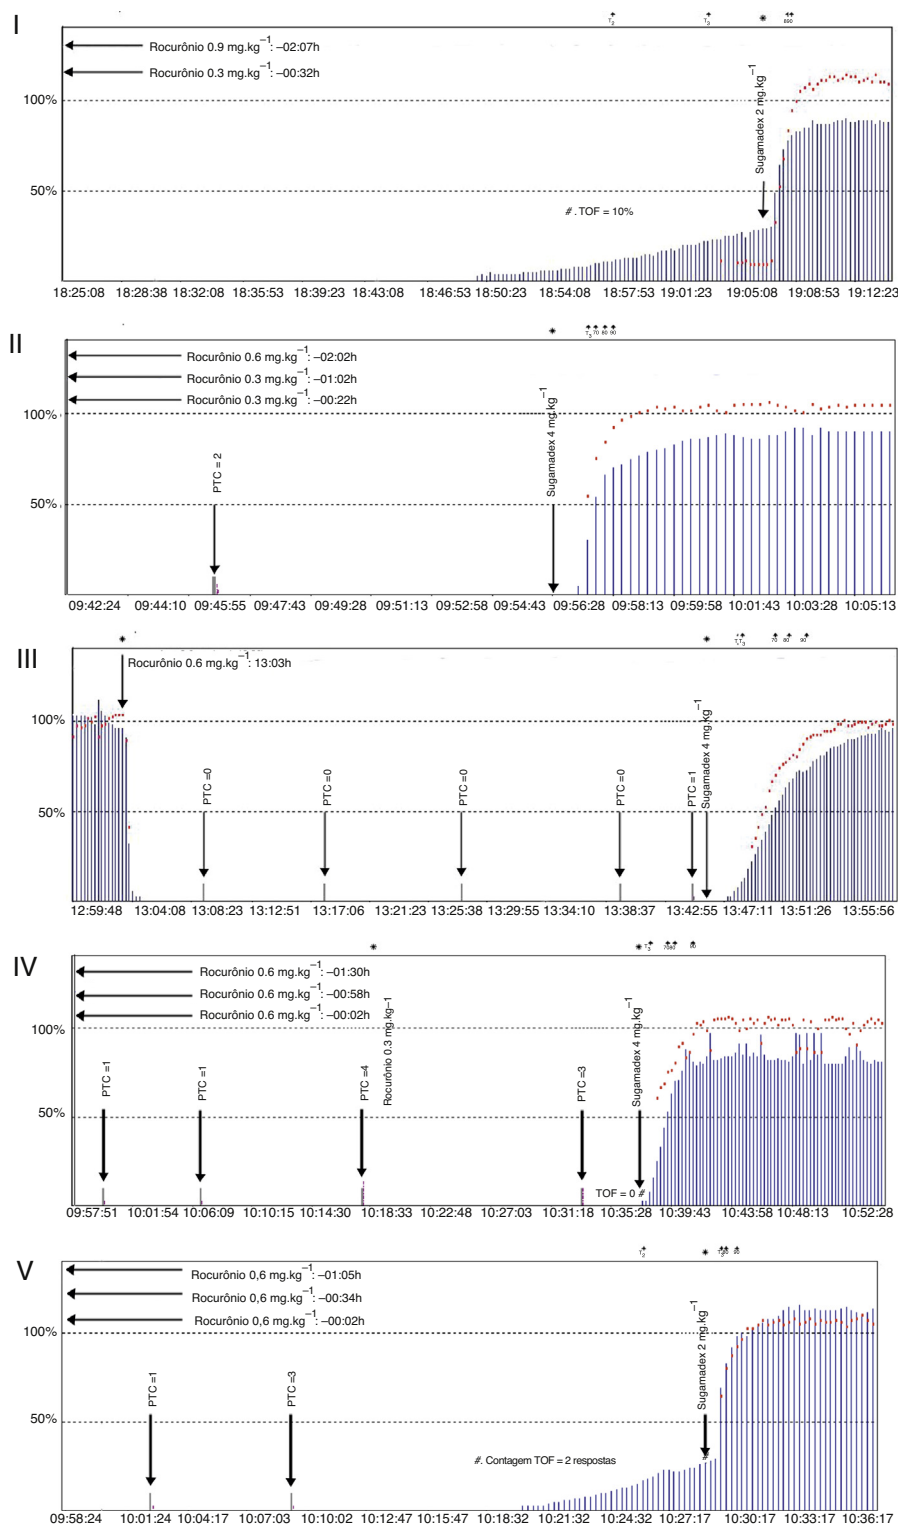 I
T2 T3 * 890
Rocurônio 0.9 mg.kg–1: –02:07h
Rocurônio 0.3 mg.kg–1: –00:32h
100%
Sugamadex 2 mg.kg–1
50%
#. TOF = 10%
18:25:08 18:28:38 18:32:08 18:35:53 18:39:23 18:43:08 18:46:53 18:50:23 18:54:08 18:57:53 19:01:23 19:05:08 19:08:53 19:12:23
II
* T3 70 80 90
Rocurônio 0.6 mg.kg–1: –02:02h
Rocurônio 0.3 mg.kg–1: –01:02h
Rocurônio 0.3 mg.kg–1: –00:22h
100%
PTC = 2
Sugamadex 4 mg.kg–1
50%
09:42:24 09:44:10 09:45:55 09:47:43 09:49:28 09:51:13 09:52:58 09:54:43 09:56:28 09:58:13 09:59:58 10:01:43 10:03:28 10:05:13
III
* * T,T3 70 80 90
Rocurônio 0.6 mg.kg–1: 13:03h
100%
PTC =0
PTC =0
PTC =0
PTC =0
PTC =1
Sugamadex 4 mg.kg–1
50%
12:59:48 13:04:08 13:08:23 13:12:51 13:17:06 13:21:23 13:25:38 13:29:55 13:34:10 13:38:37 13:42:55 13:47:11 13:51:26 13:55:56
IV
* * T3 7080 90
Rocurônio 0.6 mg.kg–1: –01:30h
Rocurônio 0.6 mg.kg–1: –00:58h
Rocurônio 0.6 mg.kg–1: –00:02h
100%
PTC =1
PTC =1
PTC =4
Rocurônio 0.3 mg.kg–1
PTC =3
Sugamadex 4 mg.kg–1
50%
TOF = 0 #
09:57:51 10:01:54 10:06:09 10:10:15 10:14:30 10:18:33 10:22:48 10:27:03 10:31:18 10:35:28 10:39:43 10:43:58 10:48:13 10:52:28
V
T2 * 90
Rocurônio 0,6 mg.kg–1: –01:05h
Rocurônio 0,6 mg.kg–1: –00:34h
Rocurônio 0,6 mg.kg–1: –00:02h
100%
PTC =1
PTC =3
Sugamadex 2 mg.kg–1
50%
#. Contagem TOF = 2 respostas
#
09:58:24 10:01:24 10:04:17 10:07:03 10:10:02 10:12:47 10:15:47 10:18:32 10:21:32 10:24:32 10:27:17 10:30:17 10:33:17 10:36:17